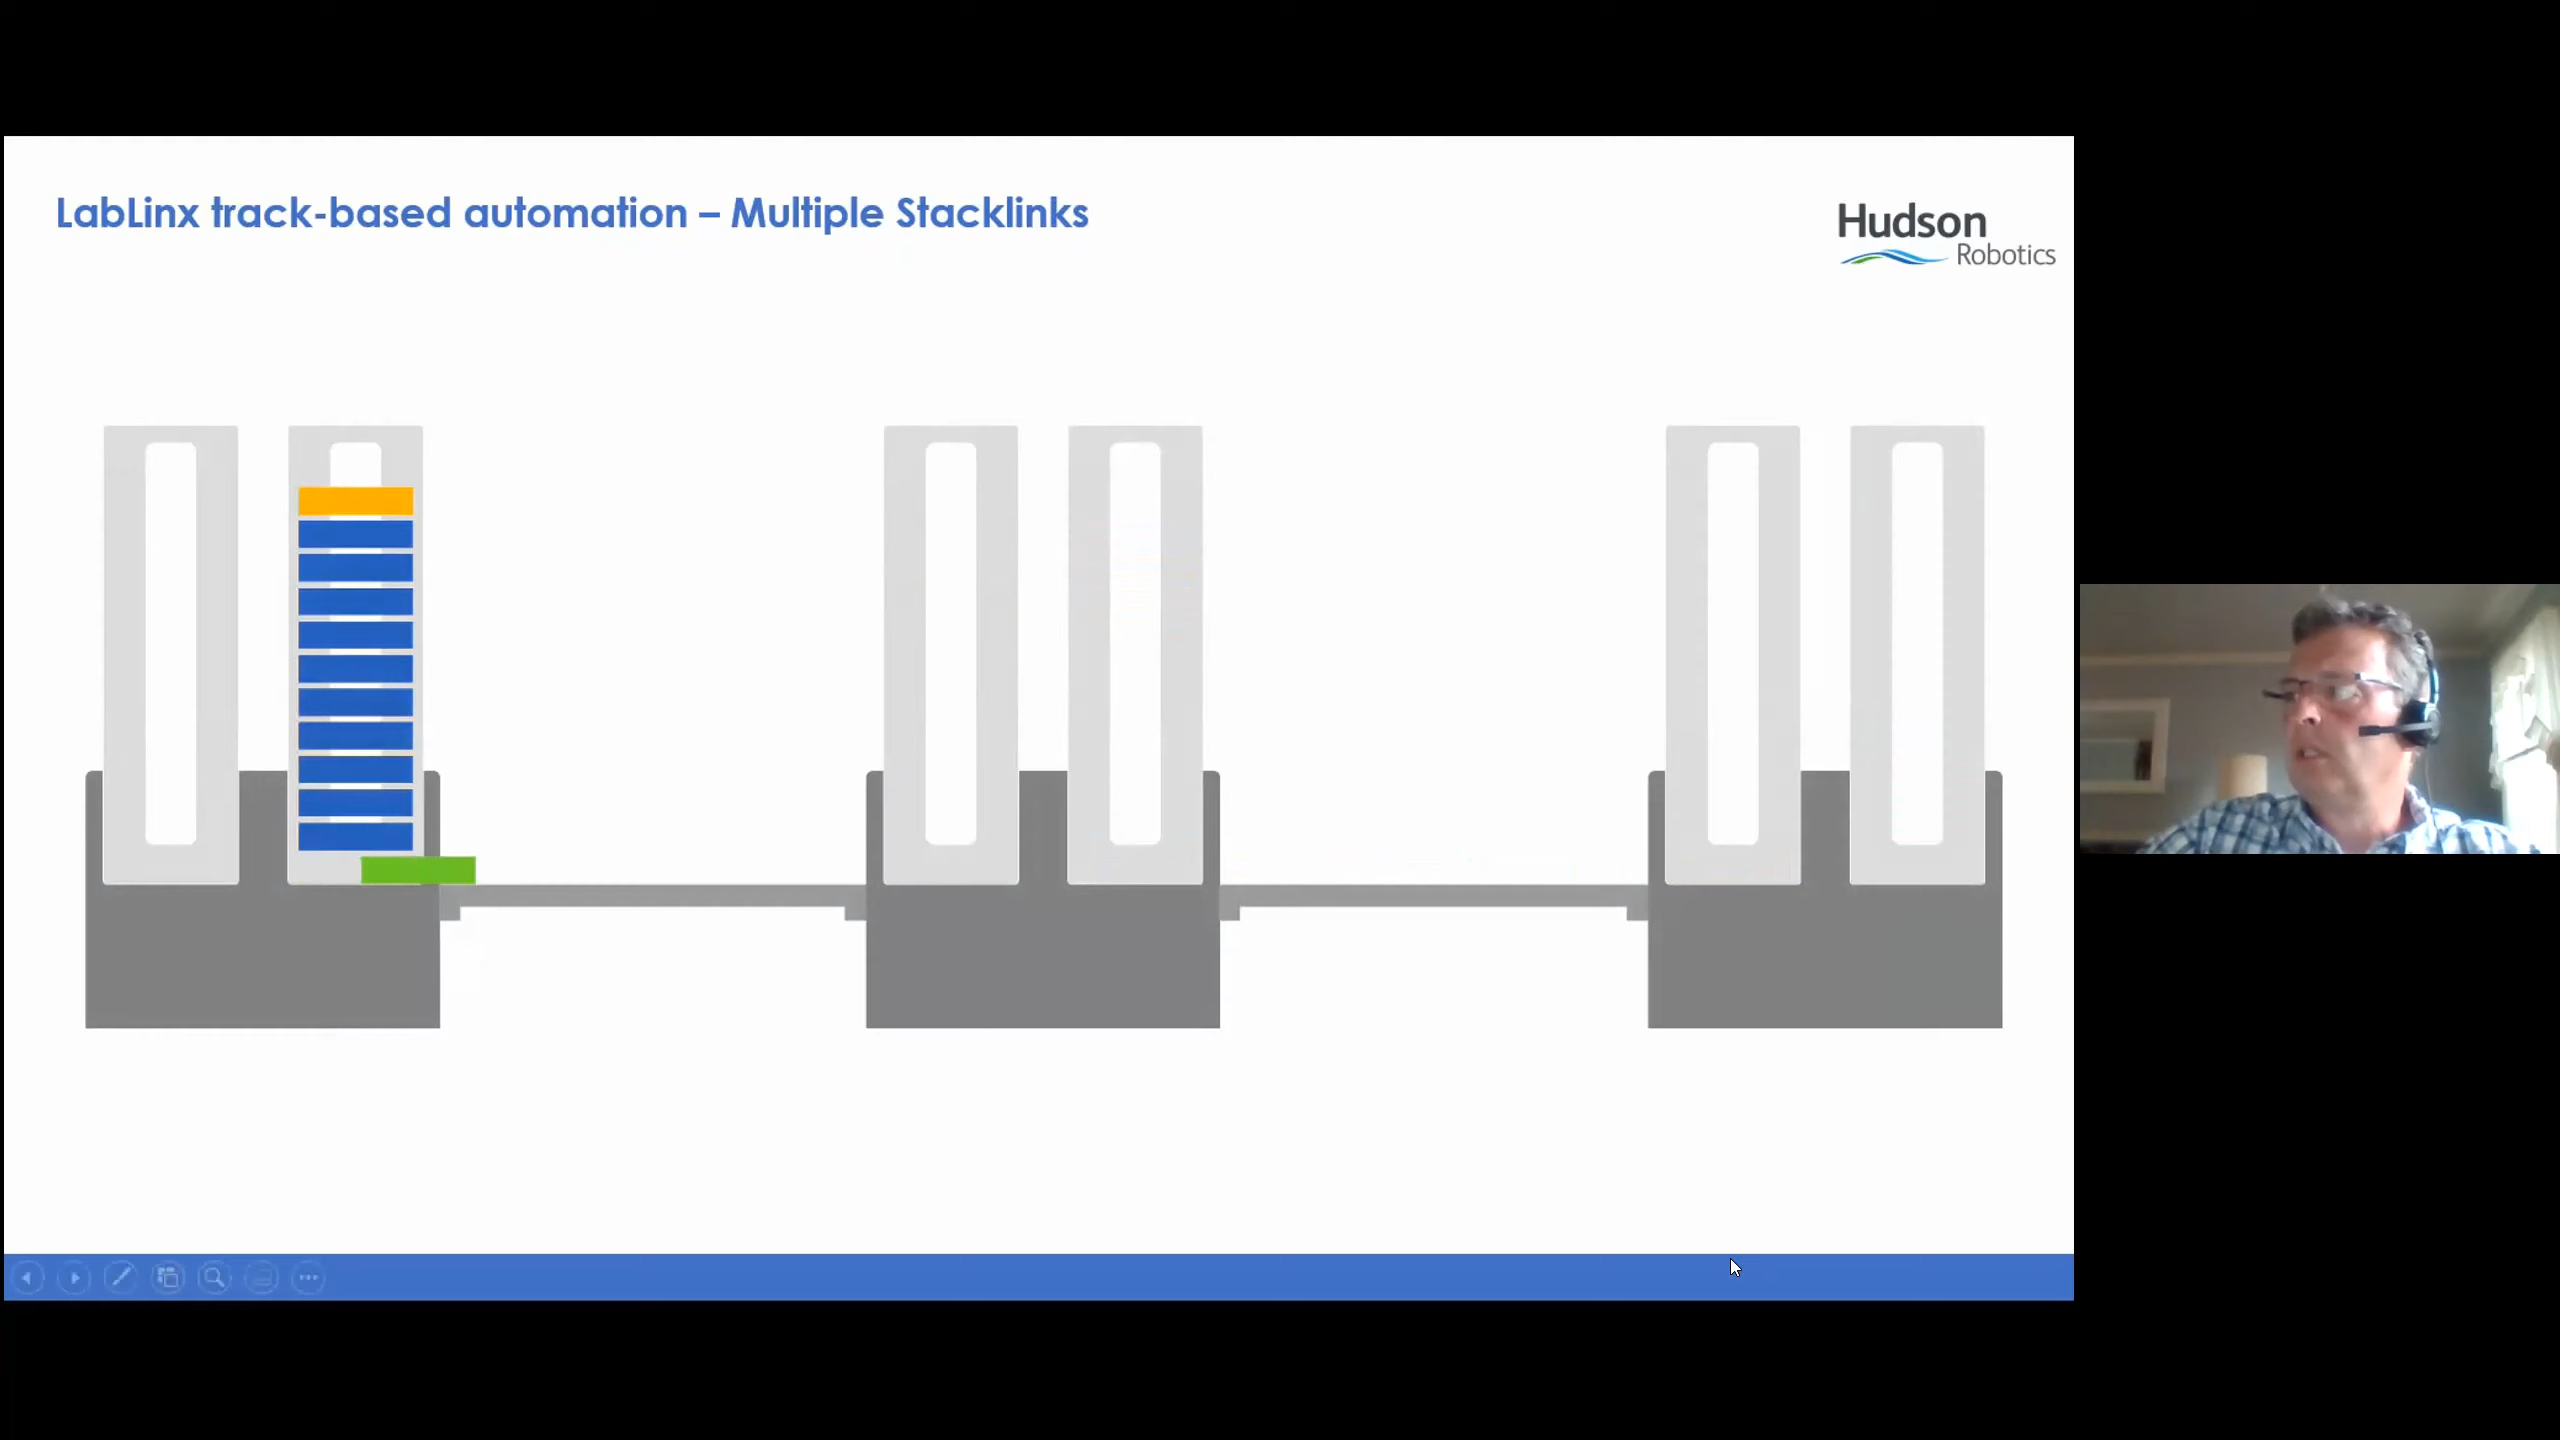 LabLinx track-based automation – Multiple Stacklinks
Hudson
Robotics